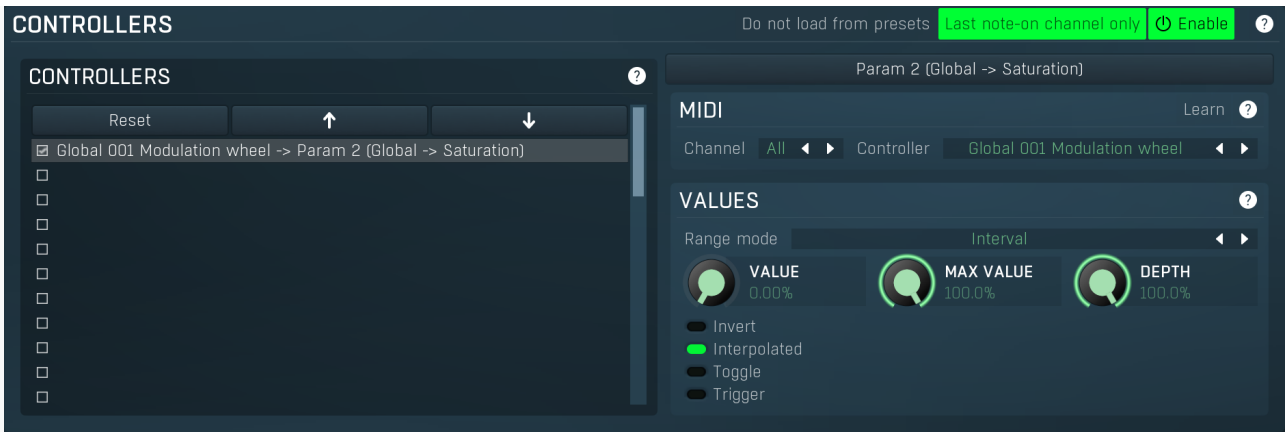 CONTROLLERS
Do not load from presets Last note-on channel only Enable ?
CONTROLLERS ?
Reset
Global 001 Modulation wheel -> Param 2 (Global -> Saturation)
Param 2 (Global -> Saturation)
MIDI Learn ?
Channel All Controller Global 001 Modulation wheel
VALUES ?
Range mode Interval
VALUE
0.00%
MAX VALUE
100.0%
DEPTH
100.0%
Invert
Interpolated
Toggle
Trigger